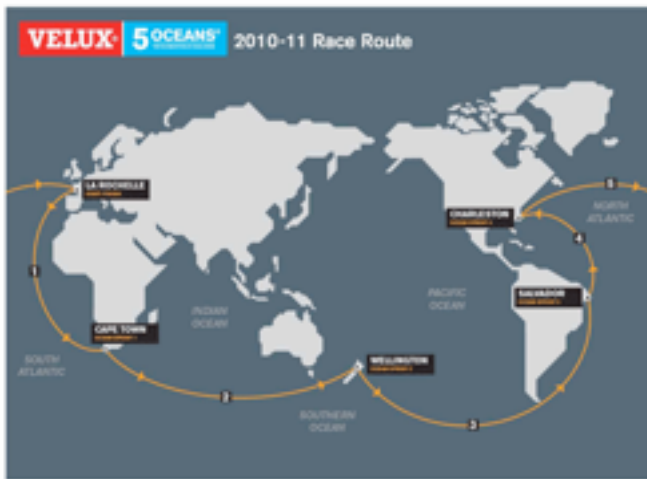 VELUX 5 OCEANS 2010-11 Race Route
LA ROCHELLE
5
CHARLESTON
NORTH
ATLANTIC
4
1
SALVADOR
PACIFIC
OCEAN
INDIAN
OCEAN
CAPE TOWN
SOUTH
ATLANTIC
WELLINGTON
2
SOUTHERN
OCEAN
3